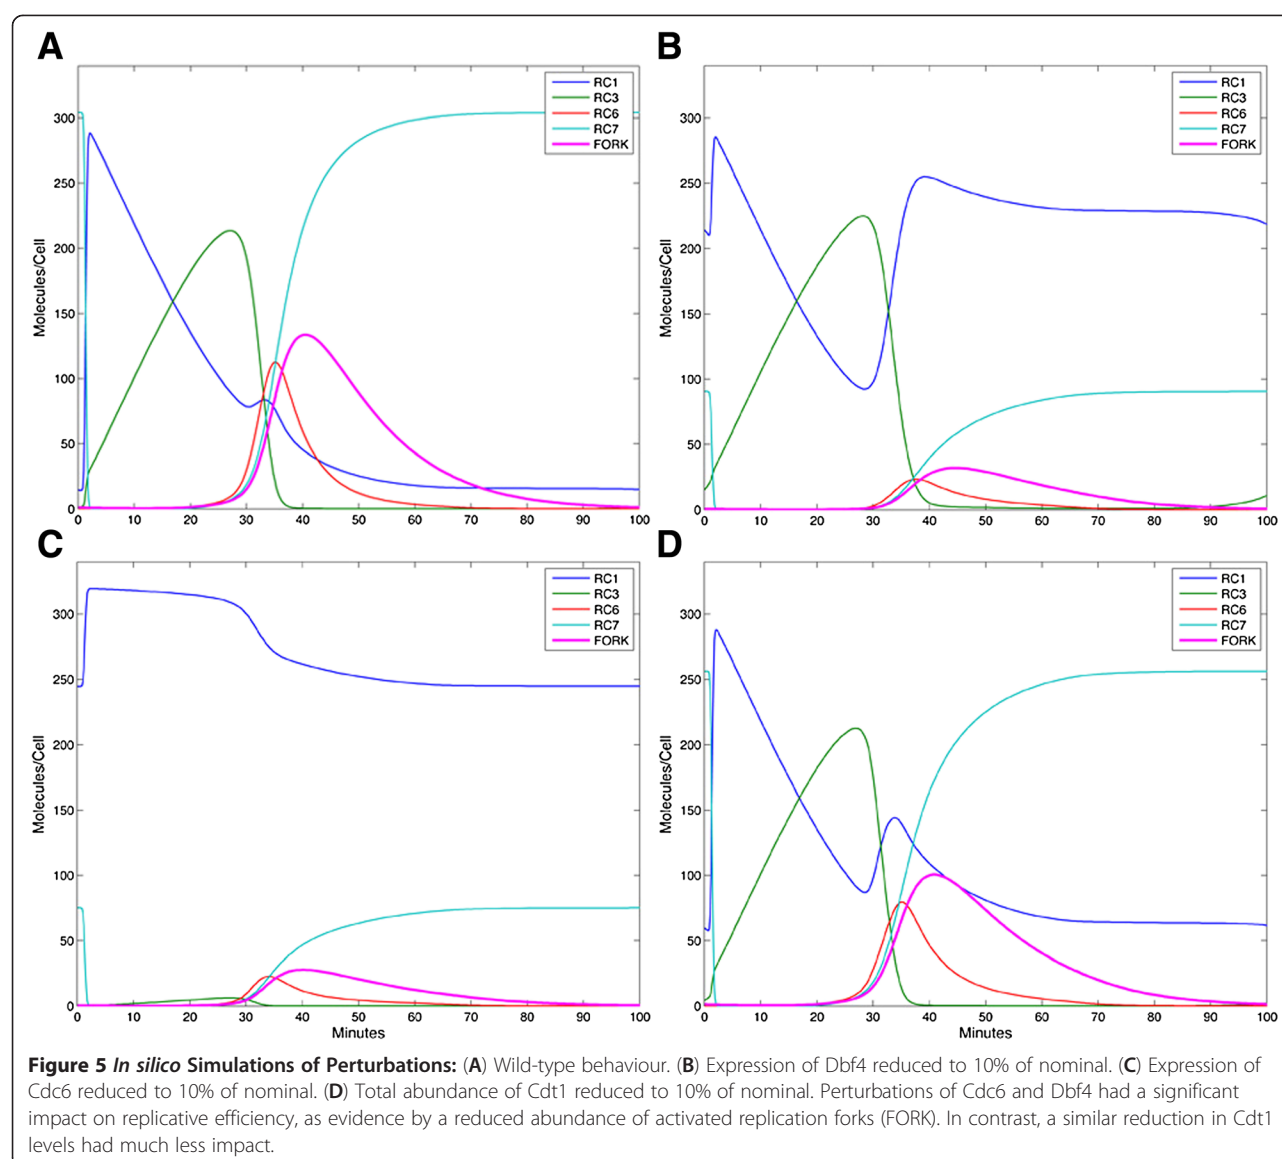 A
Molecules/Cell
300
250
200
150
100
50
0
0 10 20 30 40 50 60 70 80 90 100
RC1
RC3
RC6
RC7
FORK
B
Molecules/Cell
300
250
200
150
100
50
0
0 10 20 30 40 50 60 70 80 90 100
RC1
RC3
RC6
RC7
FORK
C
Molecules/Cell
300
250
200
150
100
50
0
0 10 20 30 40 50 60 70 80 90 100
Minutes
RC1
RC3
RC6
RC7
FORK
D
Molecules/Cell
300
250
200
150
100
50
0
0 10 20 30 40 50 60 70 80 90 100
Minutes
RC1
RC3
RC6
RC7
FORK
Figure 5 In silico Simulations of Perturbations: (A) Wild-type behaviour. (B) Expression of Dbf4 reduced to 10% of nominal. (C) Expression of
Cdc6 reduced to 10% of nominal. (D) Total abundance of Cdt1 reduced to 10% of nominal. Perturbations of Cdc6 and Dbf4 had a significant
impact on replicative efficiency, as evidence by a reduced abundance of activated replication forks (FORK). In contrast, a similar reduction in Cdt1
levels had much less impact.